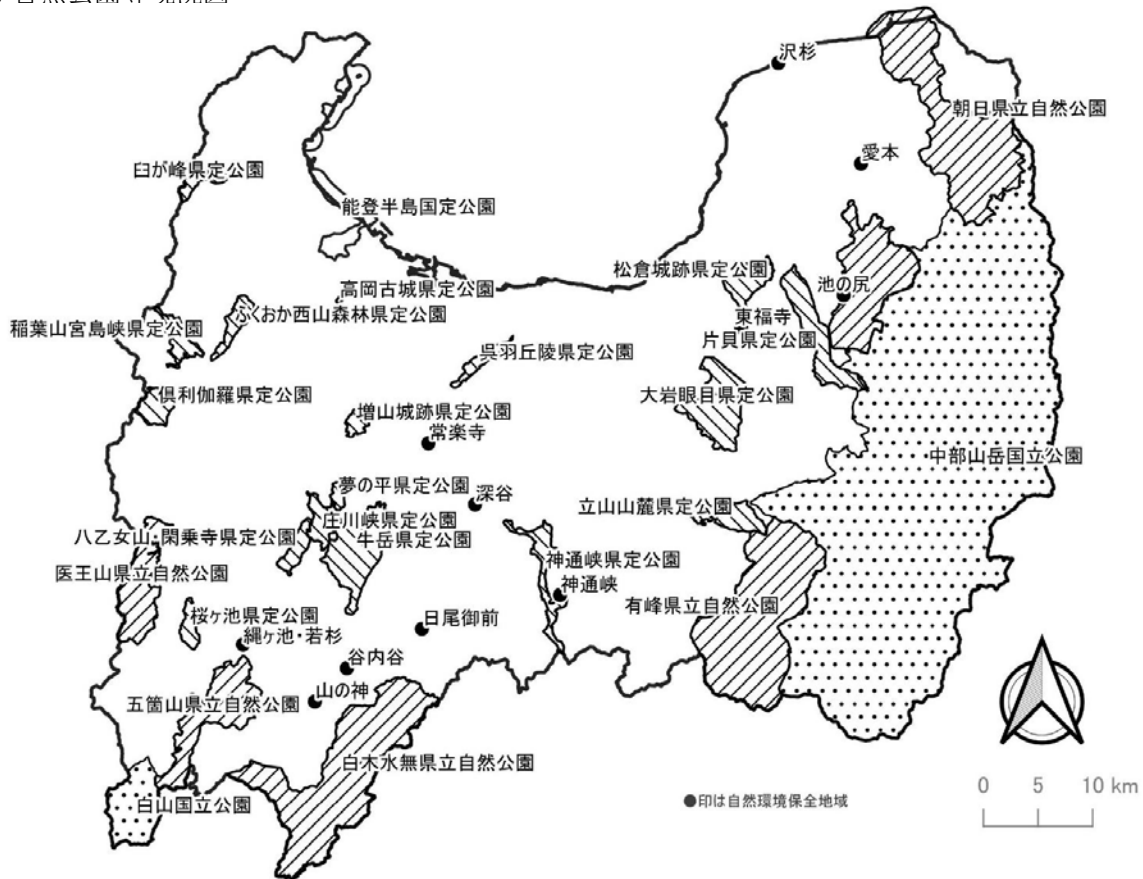 沢杉
朝日県立自然公園
愛本
臼が峰県定公園
能登半島国定公園
松倉城跡県定公園
池の尻
高岡古城県定公園
ふくおか西山森林県定公園
東福寺
稲葉山宮島峡県定公園
片貝県定公園
呉羽丘陵県定公園
倶利伽羅県定公園
大岩眼目県定公園
増山城跡県定公園
常楽寺
中部山岳国立公園
夢の平県定公園
深谷
立山山麓県定公園
庄川峡県定公園
八乙女山・閑乗寺県定公園
牛岳県定公園
神通峡県定公園
医王山県立自然公園
神通峡
有峰県立自然公園
桜ヶ池県定公園
日尾御前
縄ヶ池・若杉
谷内谷
山の神
五箇山県立自然公園
白木水無県立自然公園
白山国立公園
●印は自然環境保全地域
0 5 10 km